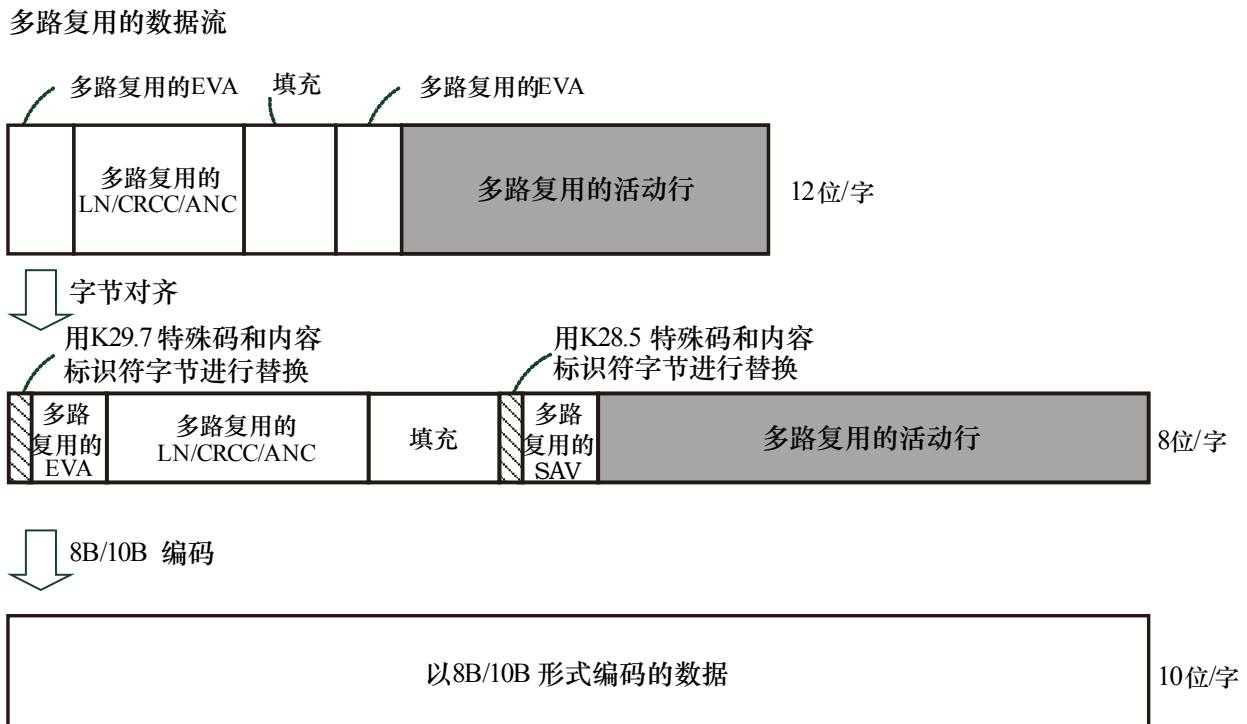 多路复用的数据流
多路复用的EVA
填充
多路复用的EVA
多路复用的
LN/CRCC/ANC
多路复用的活动行
12位/字
字节对齐
用K29.7 特殊码和内容
标识符字节进行替换
用K28.5 特殊码和内容
标识符字节进行替换
多路
复用的
EVA
多路复用的
LN/CRCC/ANC
填充
多路
复用的
SAV
多路复用的活动行
8位/字
8B/10B 编码
以8B/10B 形式编码的数据
10位/字